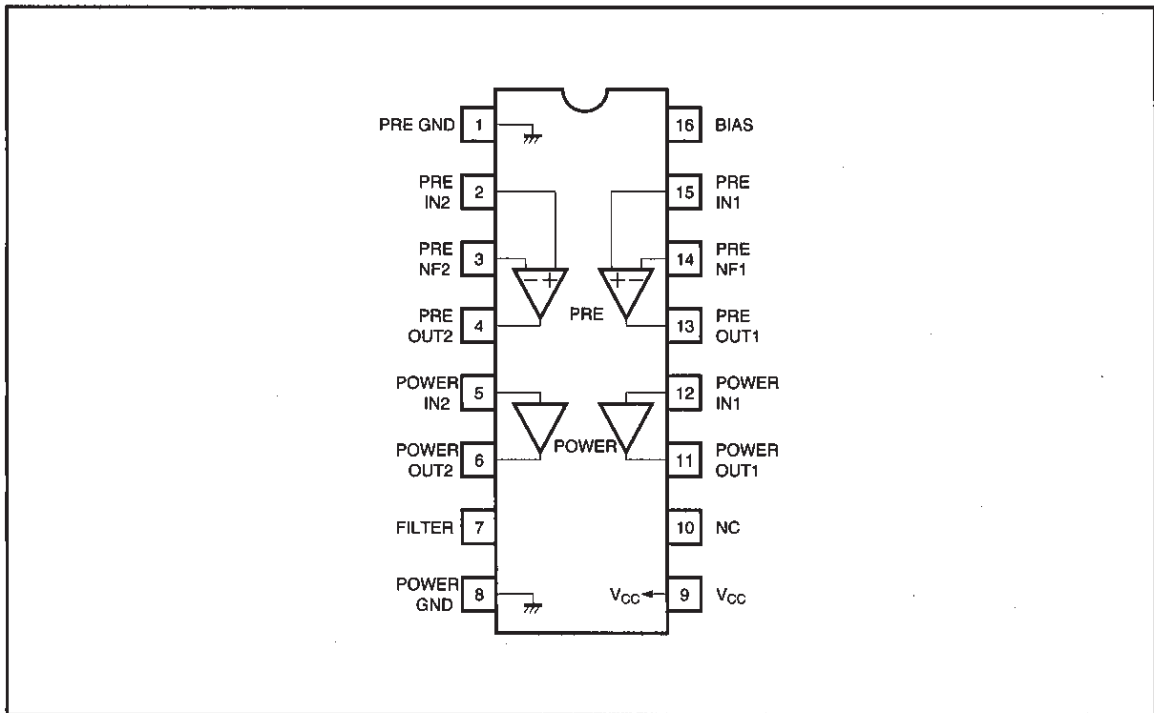 PRE GND 1
16 BIAS
PRE
IN2 2
15 PRE
IN1
PRE
NF2 3
− +
+ −
14 PRE
NF1
PRE
OUT2 4
PRE
13 PRE
OUT1
POWER
IN2 5
12 POWER
IN1
POWER
OUT2 6
POWER
11 POWER
OUT1
FILTER 7
10 NC
POWER
GND 8
VCC
9 VCC